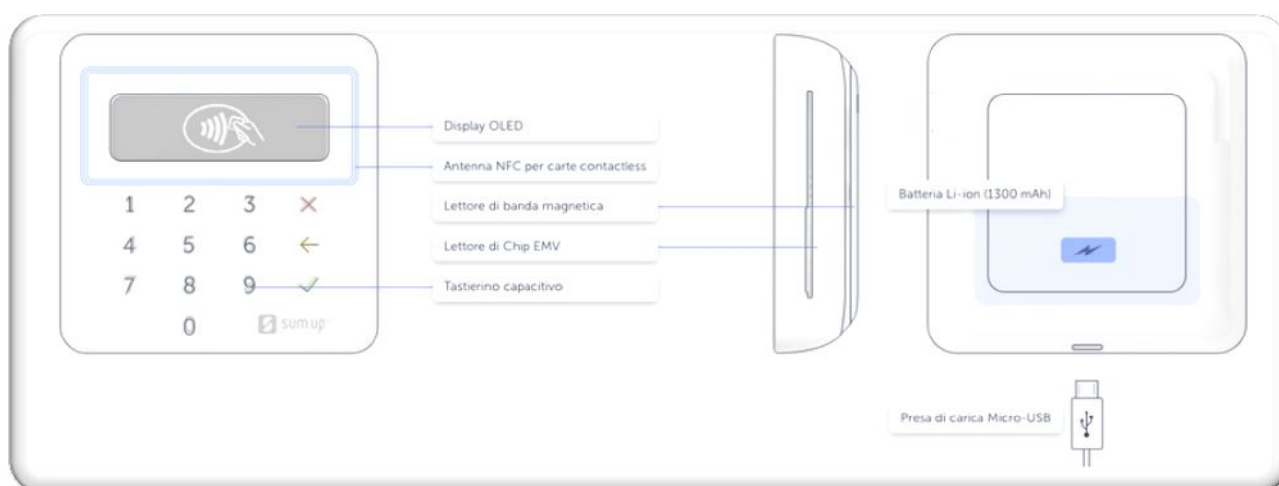 Display OLED
Antenna NFC per carte contactless
Lettore di banda magnetica
Lettore di Chip EMV
Tastierino capacitivo
1 2 3
4 5 6
7 8 9
0
sumup
Batteria Li-ion (1300 mAh)
Presa di carica Micro-USB